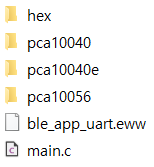 hex
pca10040
pca10040e
pca10056
ble_app_uart.eww
main.c